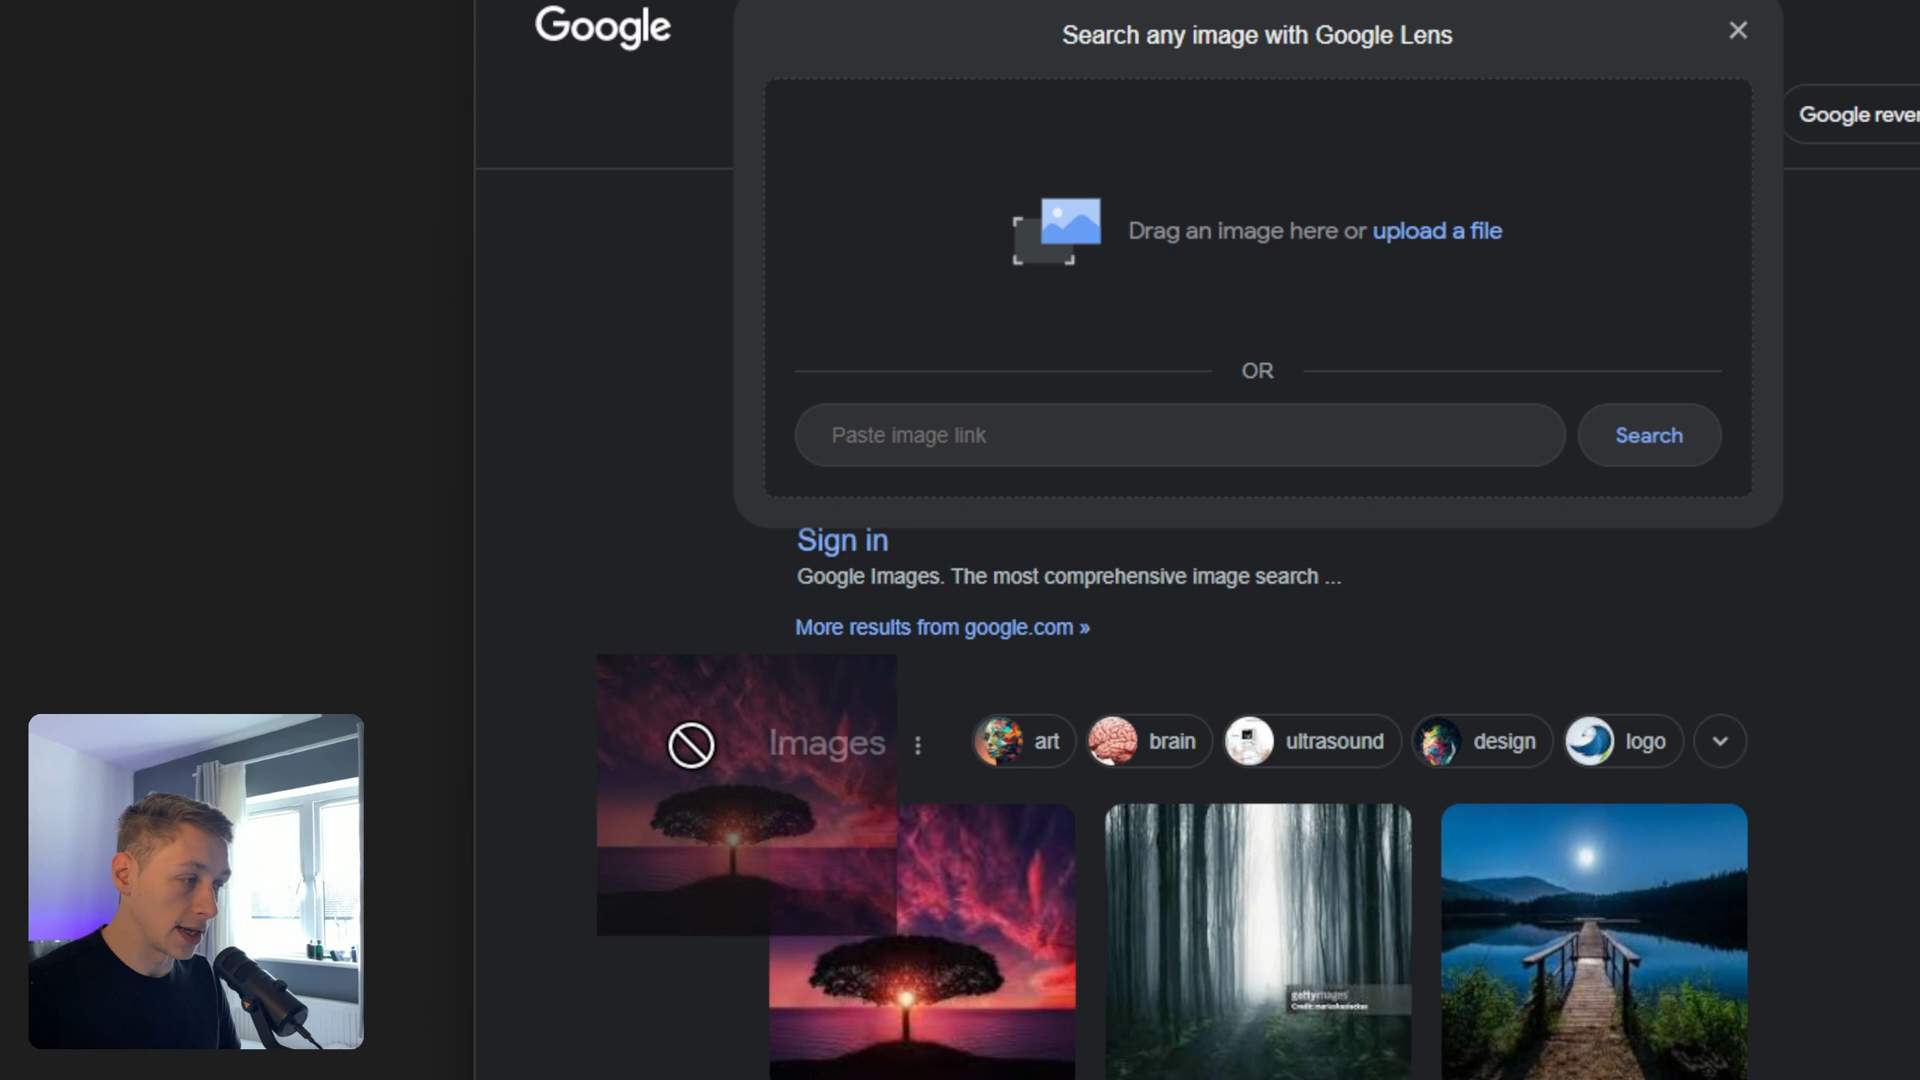 Google
Search any image with Google Lens
Google rever
Drag an image here or upload a file
OR
Paste image link
Search
Sign in
Google Images. The most comprehensive image search ...
More results from google.com »
Images
art
brain
ultrasound
design
logo
gettyimages